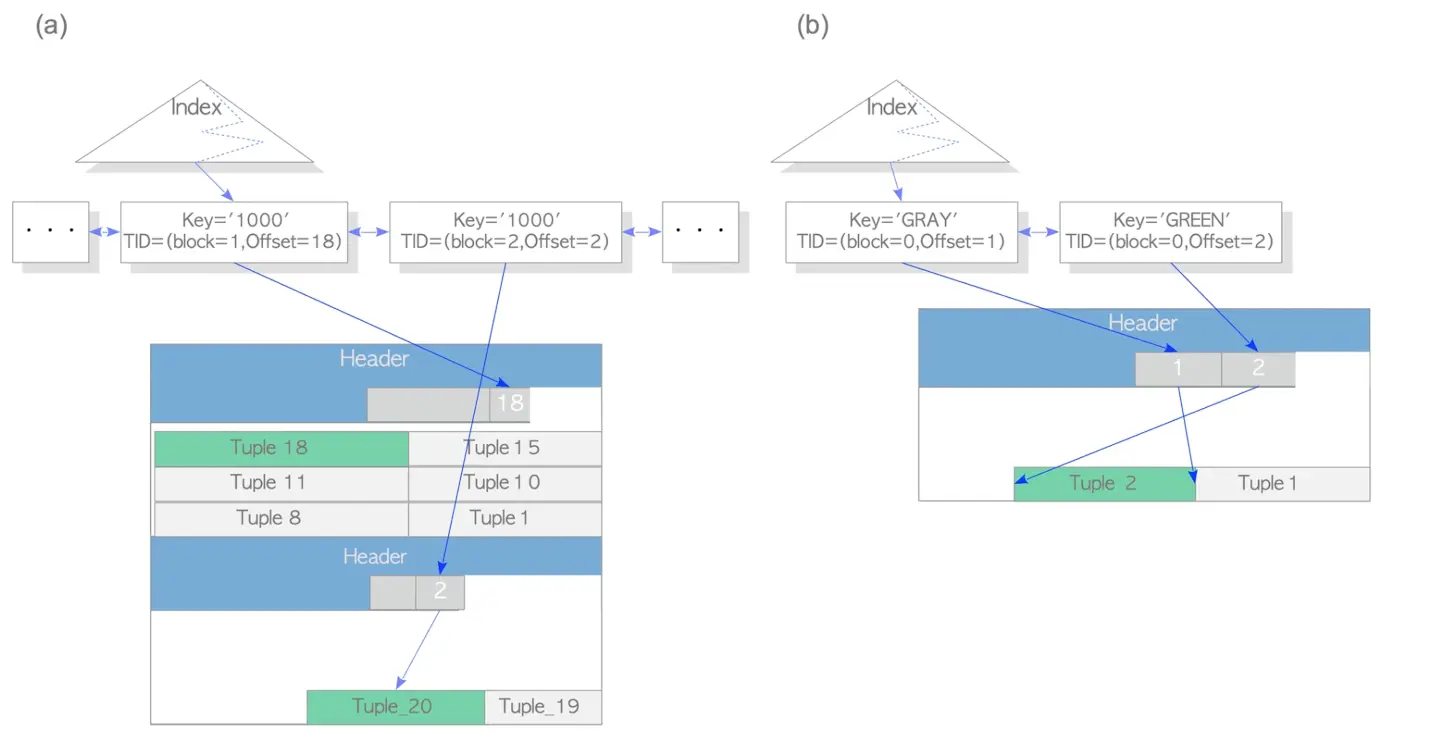 (a)
Index
. . .
Key='1000'
TID=(block=1,Offset=18)
Key='1000'
TID=(block=2,Offset=2)
. . .
Header
18
Tuple 18
Tuple 15
Tuple 11
Tuple 10
Tuple 8
Tuple 1
Header
2
Tuple_20
Tuple_19
(b)
Index
Key='GRAY'
TID=(block=0,Offset=1)
Key='GREEN'
TID=(block=0,Offset=2)
Header
1
2
Tuple 2
Tuple 1